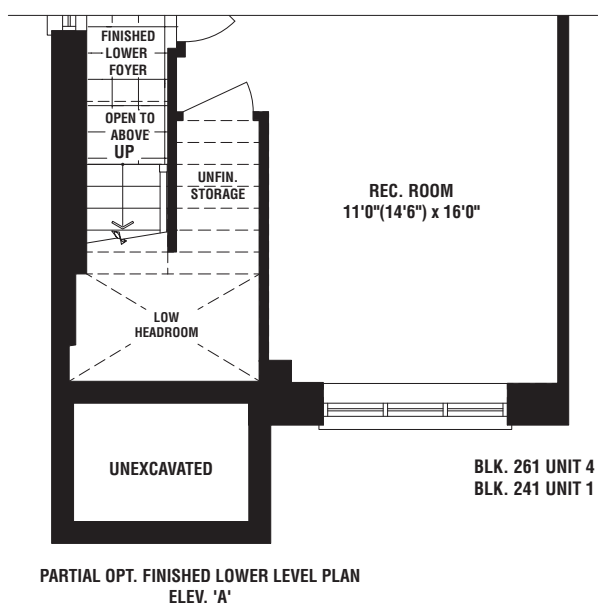 FINISHED
LOWER
FOYER
OPEN TO
ABOVE
UP
UNFIN.
STORAGE
REC. ROOM
11'0"(14'6") x 16'0"
LOW
HEADROOM
UNEXCAVATED
BLK. 261 UNIT 4
BLK. 241 UNIT 1
PARTIAL OPT. FINISHED LOWER LEVEL PLAN
ELEV. 'A'